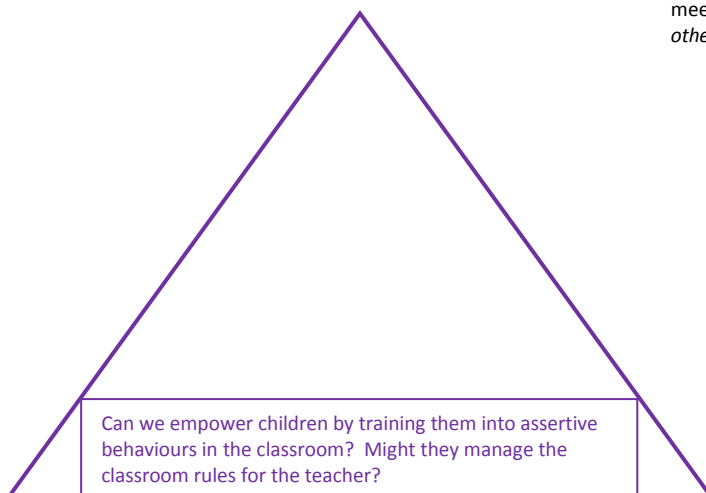 mee
othe
Can we empower children by training them into assertive
behaviours in the classroom?  Might they manage the
classroom rules for the teacher?